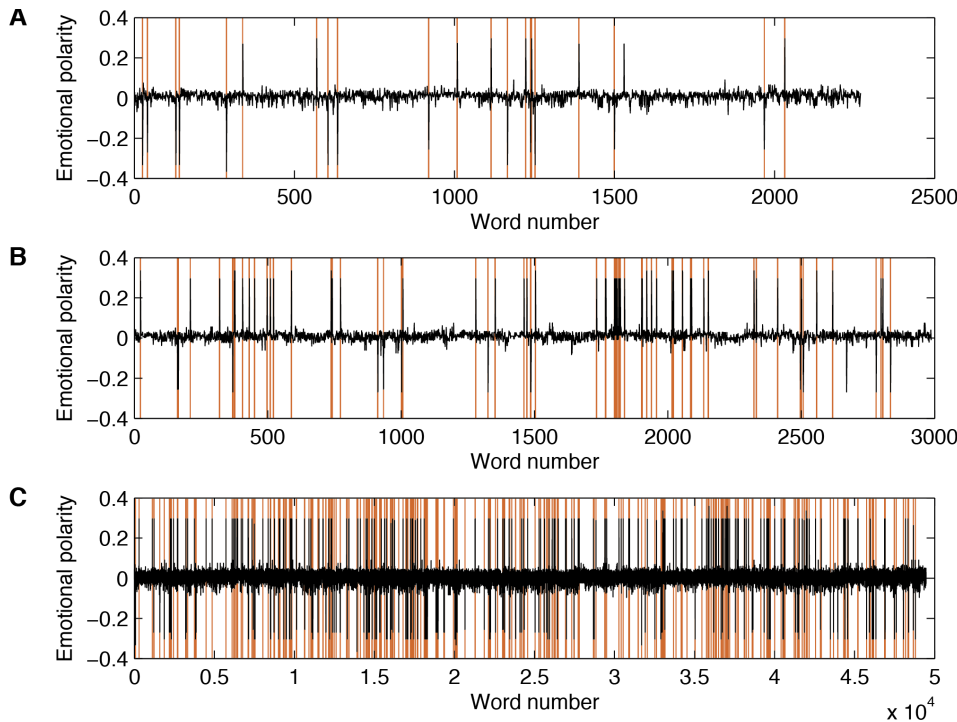 A
Emotional polarity
0.4
0.2
0
−0.2
−0.4
0 500 1000 1500 2000 2500
Word number
B
Emotional polarity
0.4
0.2
0
−0.2
−0.4
0 500 1000 1500 2000 2500 3000
Word number
C
Emotional polarity
0.4
0.2
0
−0.2
−0.4
0 0.5 1 1.5 2 2.5 3 3.5 4 4.5 5
Word number
x 10^4